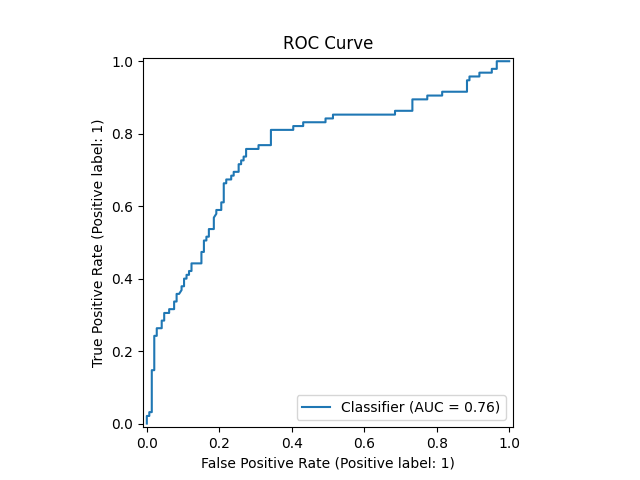 ROC Curve
1.0
0.8
0.6
0.4
0.2
0.0
True Positive Rate (Positive label: 1)
Classifier (AUC = 0.76)
0.0 0.2 0.4 0.6 0.8 1.0
False Positive Rate (Positive label: 1)